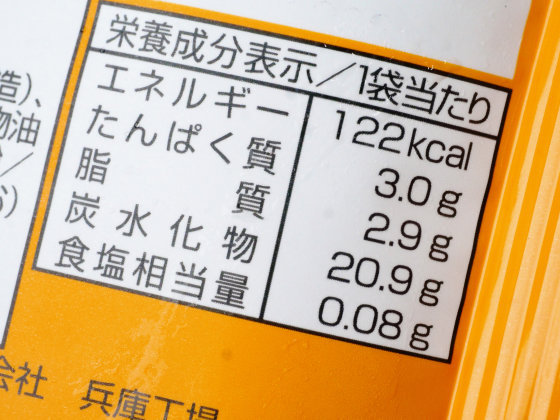 栄養成分表示／1袋当たり
エネルギー 122kcal
たんぱく質 3.0g
脂質 2.9g
炭水化物 20.9g
食塩相当量 0.08g
造)、
物油
会社 兵庫工場